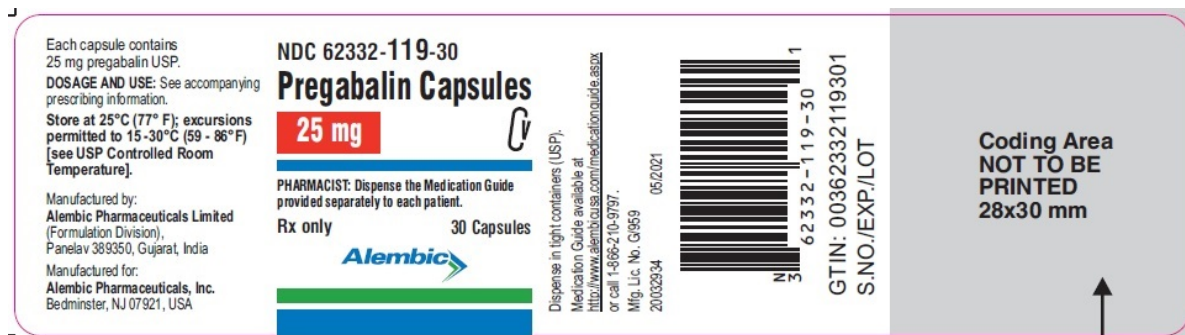 Each capsule contains
25 mg pregabalin USP.
DOSAGE AND USE: See accompanying
prescribing information.
Store at 25°C (77° F); excursions
permitted to 15 -30°C (59 - 86°F)
[see USP Controlled Room
Temperature].
Manufactured by:
Alembic Pharmaceuticals Limited
(Formulation Division),
Panelav 389350, Gujarat, India
Manufactured for:
Alembic Pharmaceuticals, Inc.
Bedminster, NJ 07921, USA
NDC 62332-119-30
Pregabalin Capsules
25 mg
CV
PHARMACIST: Dispense the Medication Guide
provided separately to each patient.
Rx only 30 Capsules
Alembic
Dispense in tight containers (USP).
Medication Guide available at
http://www.alembicusa.com/medicationguide.aspx
or call 1-866-210-9797.
Mfg. Lic. No. G/959
20032934 05/2021
N 3 62332-119-30 1
GTIN: 00362332119301
S.NO./EXP./LOT
Coding Area
NOT TO BE
PRINTED
28x30 mm